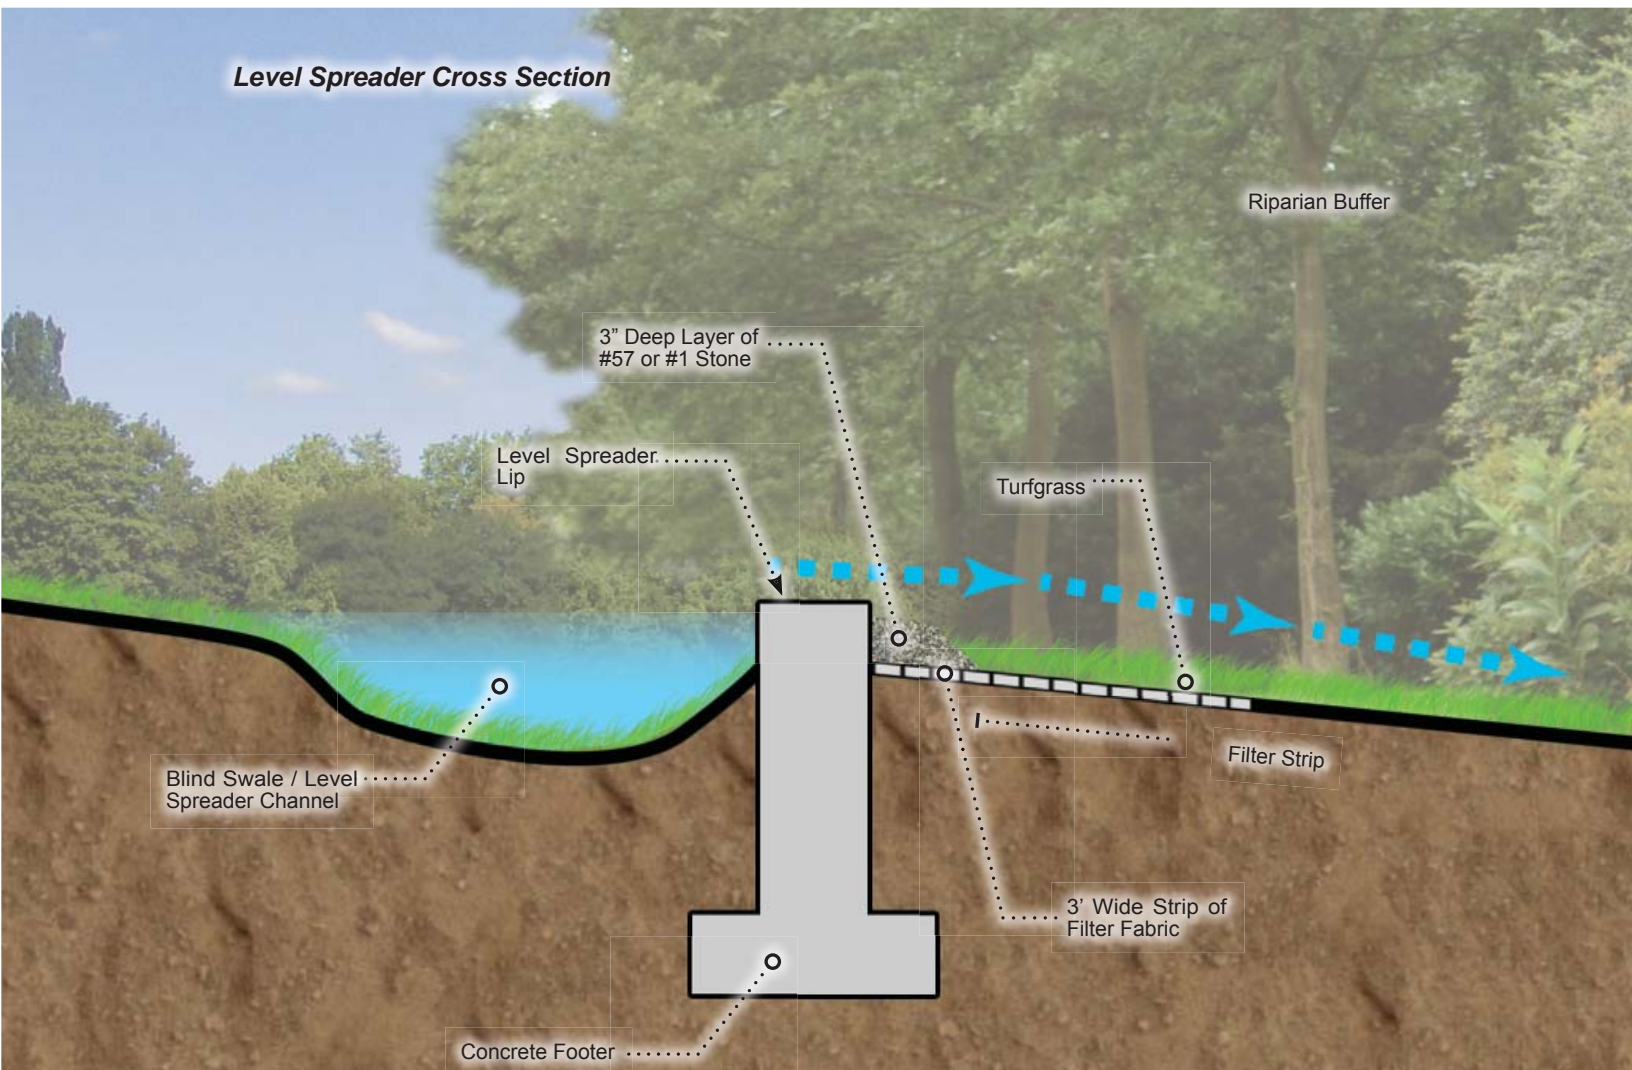 Level Spreader Cross Section
Riparian Buffer
3” Deep Layer of
#57 or #1 Stone
Level Spreader
Lip
Turfgrass
Filter Strip
Blind Swale / Level
Spreader Channel
3’ Wide Strip of
Filter Fabric
Concrete Footer